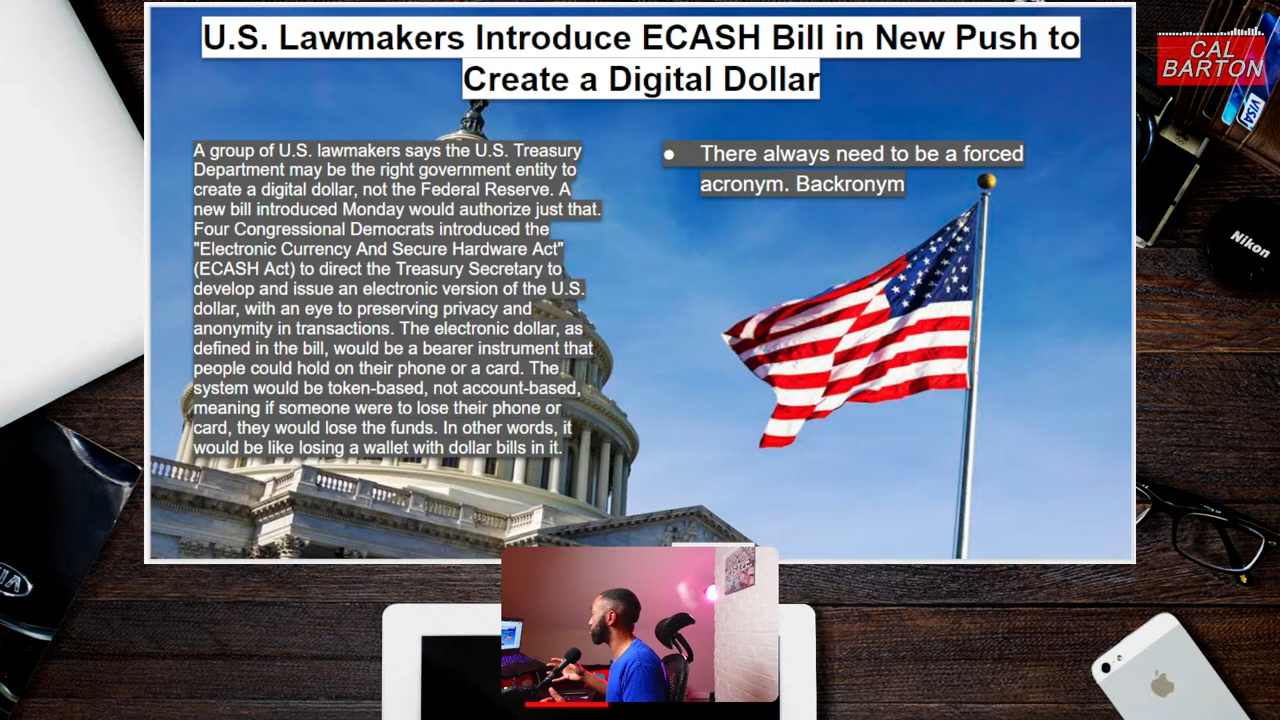 U.S. Lawmakers Introduce ECASH Bill in New Push to
Create a Digital Dollar
CAL
BARTON
VISA
A group of U.S. lawmakers says the U.S. Treasury
Department may be the right government entity to
create a digital dollar, not the Federal Reserve. A
new bill introduced Monday would authorize just that.
Four Congressional Democrats introduced the
"Electronic Currency And Secure Hardware Act"
(ECASH Act) to direct the Treasury Secretary to
develop and issue an electronic version of the U.S.
dollar, with an eye to preserving privacy and
anonymity in transactions. The electronic dollar, as
defined in the bill, would be a bearer instrument that
people could hold on their phone or a card. The
system would be token-based, not account-based,
meaning if someone were to lose their phone or
card, they would lose the funds. In other words, it
would be like losing a wallet with dollar bills in it.
● There always need to be a forced
acronym. Backronym
Nikon